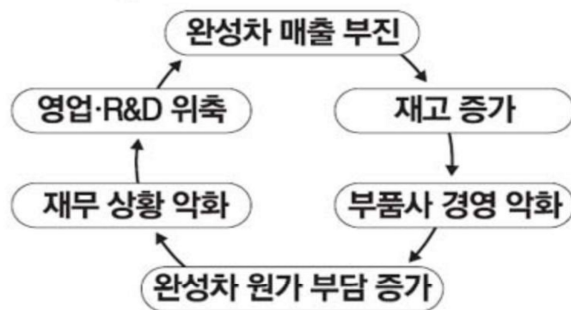 완성차 매출 부진
영업·R&D 위축
재고 증가
재무 상황 악화
부품사 경영 악화
완성차 원가 부담 증가